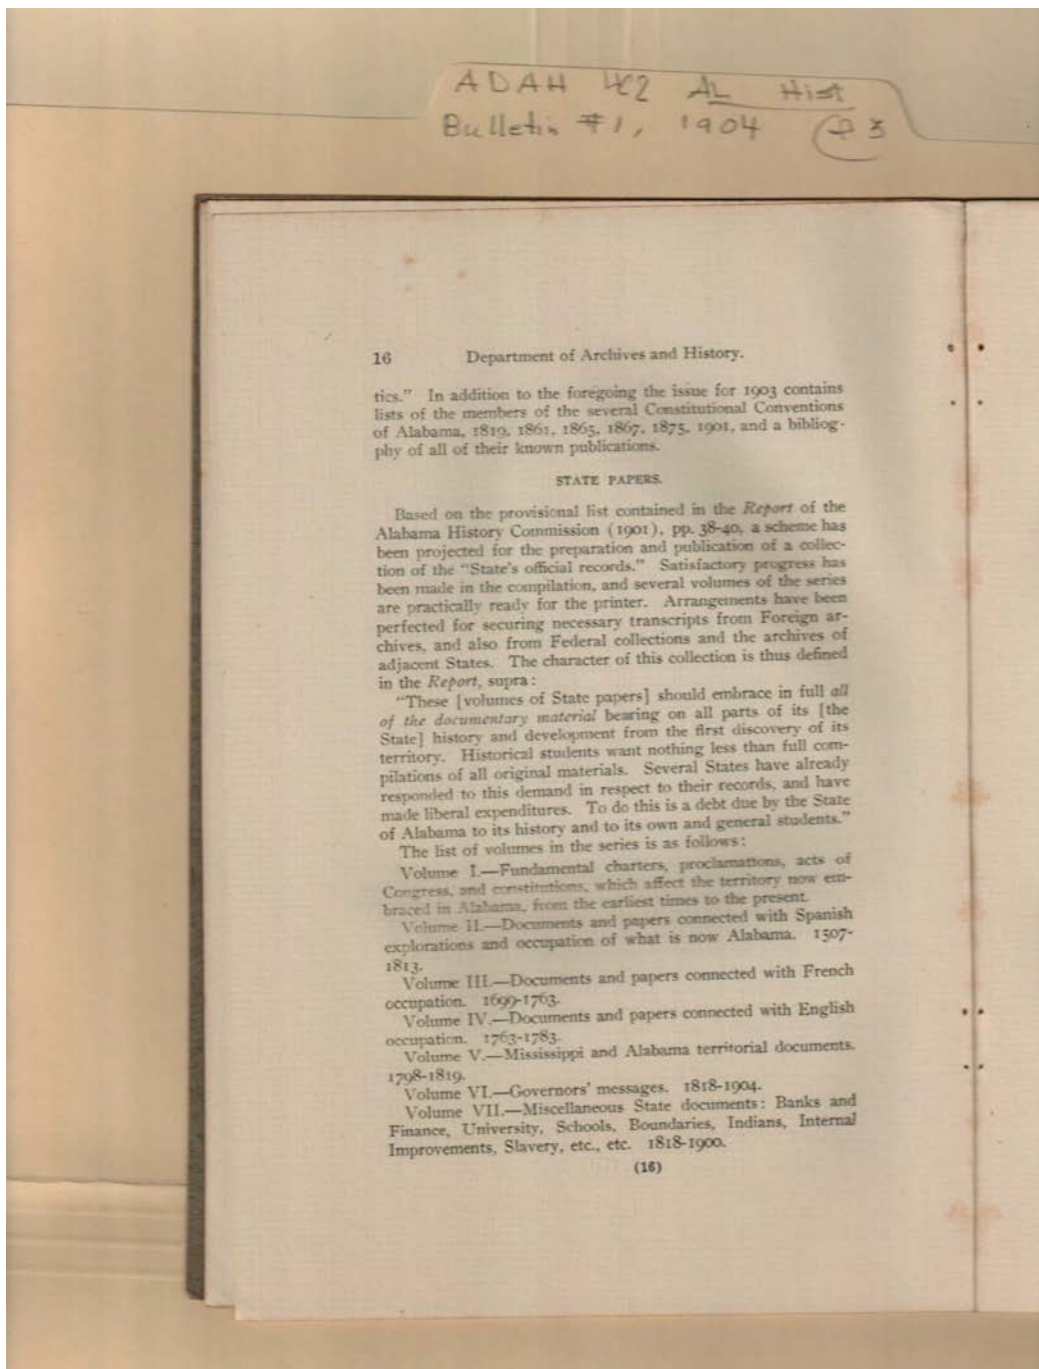 ADAH 4C2 AL Hist
Bulletin #1, 1904 P3
16 Department of Archives and History.
tics." In addition to the foregoing the issue for 1903 contains
lists of the members of the several Constitutional Conventions
of Alabama, 1819, 1861, 1865, 1867, 1875, 1901, and a bibliog-
phy of all of their known publications.
STATE PAPERS.
Based on the provisional list contained in the Report of the
Alabama History Commission (1901), pp. 38-40, a scheme has
been projected for the preparation and publication of a collec-
tion of the "State's official records." Satisfactory progress has
been made in the compilation, and several volumes of the series
are practically ready for the printer. Arrangements have been
perfected for securing necessary transcripts from Foreign ar-
chives, and also from Federal collections and the archives of
adjacent States. The character of this collection is thus defined
in the Report, supra:
"These [volumes of State papers] should embrace in full all
of the documentary material bearing on all parts of its [the
State] history and development from the first discovery of its
territory. Historical students want nothing less than full com-
pilations of all original materials. Several States have already
responded to this demand in respect to their records, and have
made liberal expenditures. To do this is a debt due by the State
of Alabama to its history and to its own and general students."
The list of volumes in the series is as follows:
Volume I.—Fundamental charters, proclamations, acts of
Congress, and constitutions, which affect the territory now em-
braced in Alabama, from the earliest times to the present.
Volume II.—Documents and papers connected with Spanish
explorations and occupation of what is now Alabama. 1507-
1813.
Volume III.—Documents and papers connected with French
occupation. 1699-1763.
Volume IV.—Documents and papers connected with English
occupation. 1763-1783.
Volume V.—Mississippi and Alabama territorial documents.
1798-1819.
Volume VI.—Governors' messages. 1818-1904.
Volume VII.—Miscellaneous State documents: Banks and
Finance, University, Schools, Boundaries, Indians, Internal
Improvements, Slavery, etc., etc. 1818-1900.
(16)